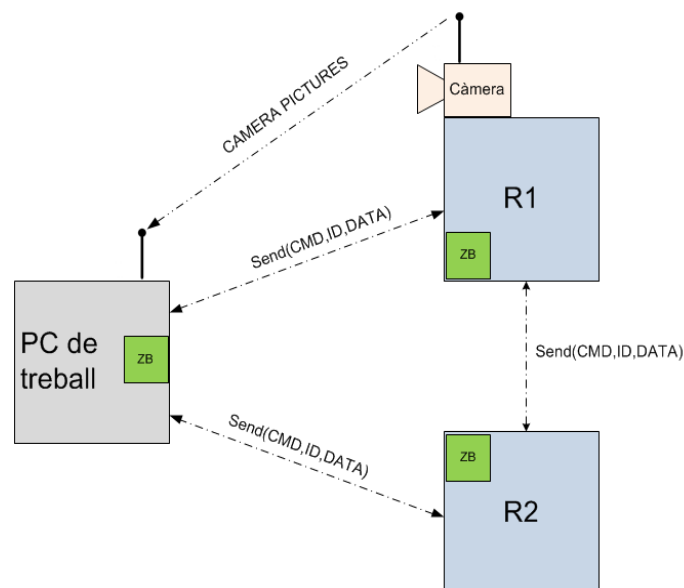 CAMERA PICTURES
Càmera
R1
ZB
Send(CMD,ID,DATA)
PC de
treball
ZB
Send(CMD,ID,DATA)
Send(CMD,ID,DATA)
ZB
R2